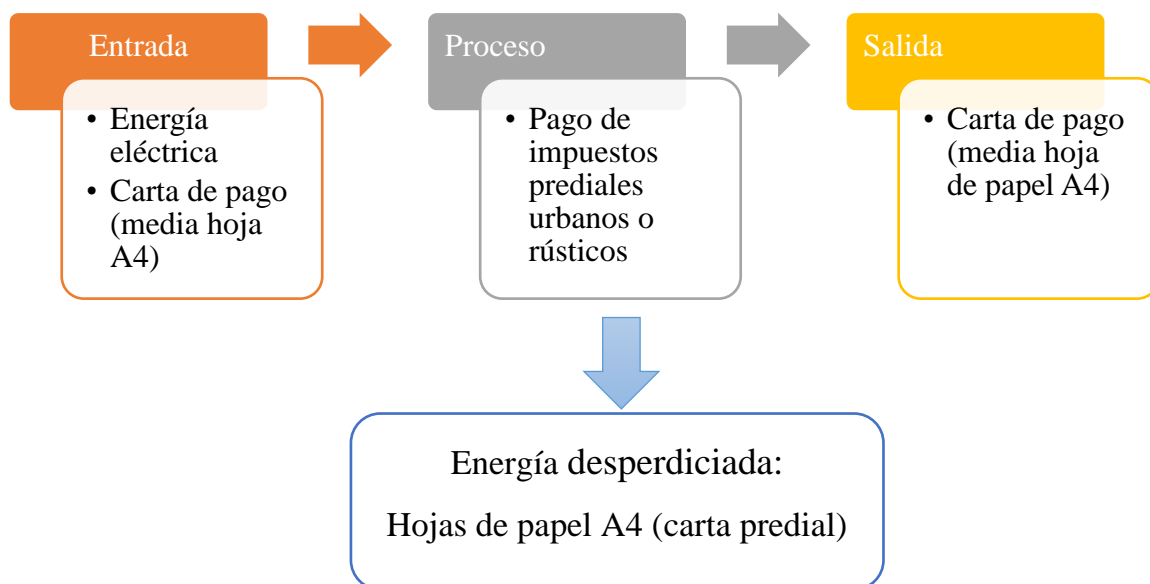 Entrada
• Energía
eléctrica
• Carta de pago
(media hoja
A4)
Proceso
• Pago de
impuestos
prediales
urbanos o
rústicos
Salida
• Carta de pago
(media hoja
de papel A4)
Energía desperdiciada:
Hojas de papel A4 (carta predial)